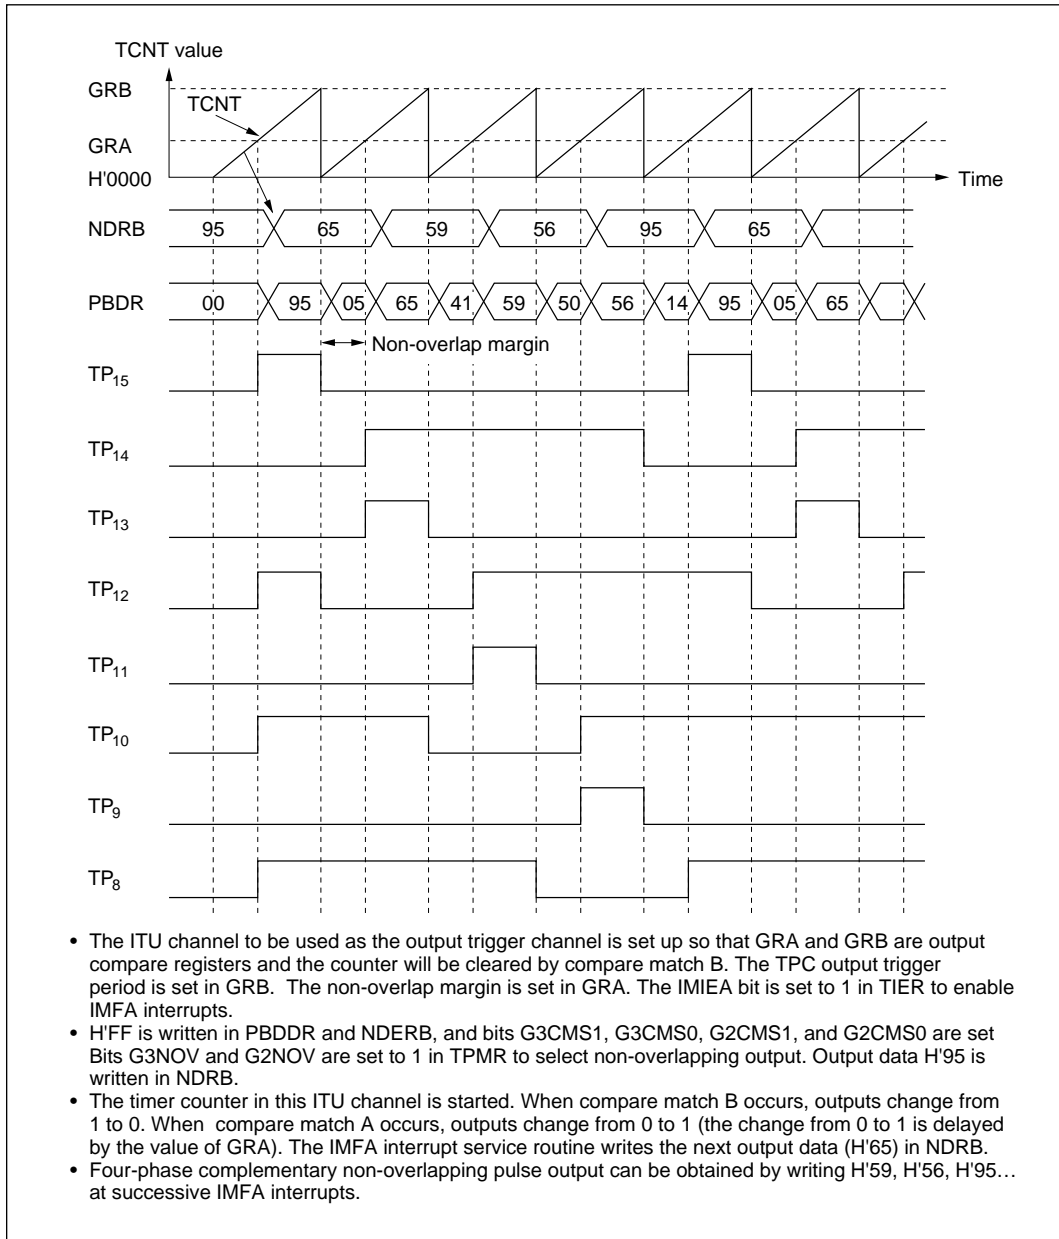 TCNT value
GRB
TCNT
GRA
H'0000
Time
NDRB 95 65 59 56 95 65
PBDR 00 95 05 65 41 59 50 56 14 95 05 65
Non-overlap margin
TP15
TP14
TP13
TP12
TP11
TP10
TP9
TP8
• The ITU channel to be used as the output trigger channel is set up so that GRA and GRB are output
compare registers and the counter will be cleared by compare match B. The TPC output trigger
period is set in GRB. The non-overlap margin is set in GRA. The IMIEA bit is set to 1 in TIER to enable
IMFA interrupts.
• H'FF is written in PBDDR and NDERB, and bits G3CMS1, G3CMS0, G2CMS1, and G2CMS0 are set
Bits G3NOV and G2NOV are set to 1 in TPMR to select non-overlapping output. Output data H'95 is
written in NDRB.
• The timer counter in this ITU channel is started. When compare match B occurs, outputs change from
1 to 0. When compare match A occurs, outputs change from 0 to 1 (the change from 0 to 1 is delayed
by the value of GRA). The IMFA interrupt service routine writes the next output data (H'65) in NDRB.
• Four-phase complementary non-overlapping pulse output can be obtained by writing H'59, H'56, H'95…
at successive IMFA interrupts.